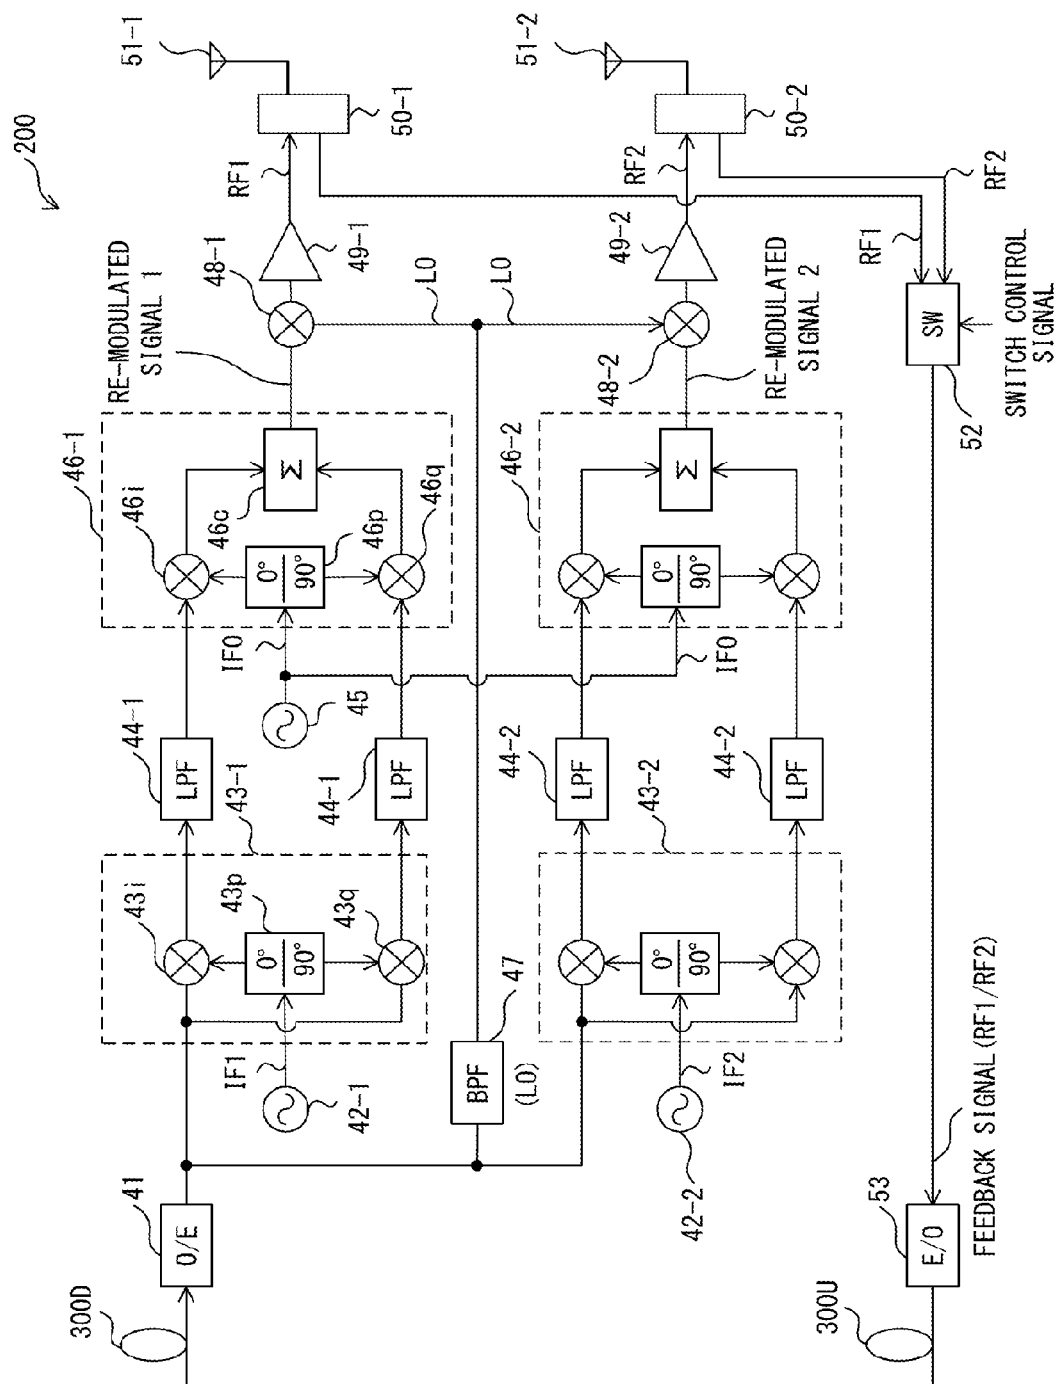 200
300D
41
O/E
IF1
42-1
43i
43p
0°
90°
43q
43-1
44-1
LPF
44-1
LPF
45
IF0
46-1
46i
46c
0°
90°
46p
46q
Σ
RE-MODULATED
SIGNAL 1
48-1
49-1
RF1
50-1
51-1
BPF
(LO)
47
LO
LO
42-2
IF2
0°
90°
43-2
44-2
LPF
44-2
LPF
IF0
46-2
0°
90°
Σ
RE-MODULATED
SIGNAL 2
48-2
49-2
RF2
50-2
51-2
RF1
RF2
SW
52
SWITCH CONTROL
SIGNAL
FEEDBACK SIGNAL(RF1/RF2)
E/O
53
300U